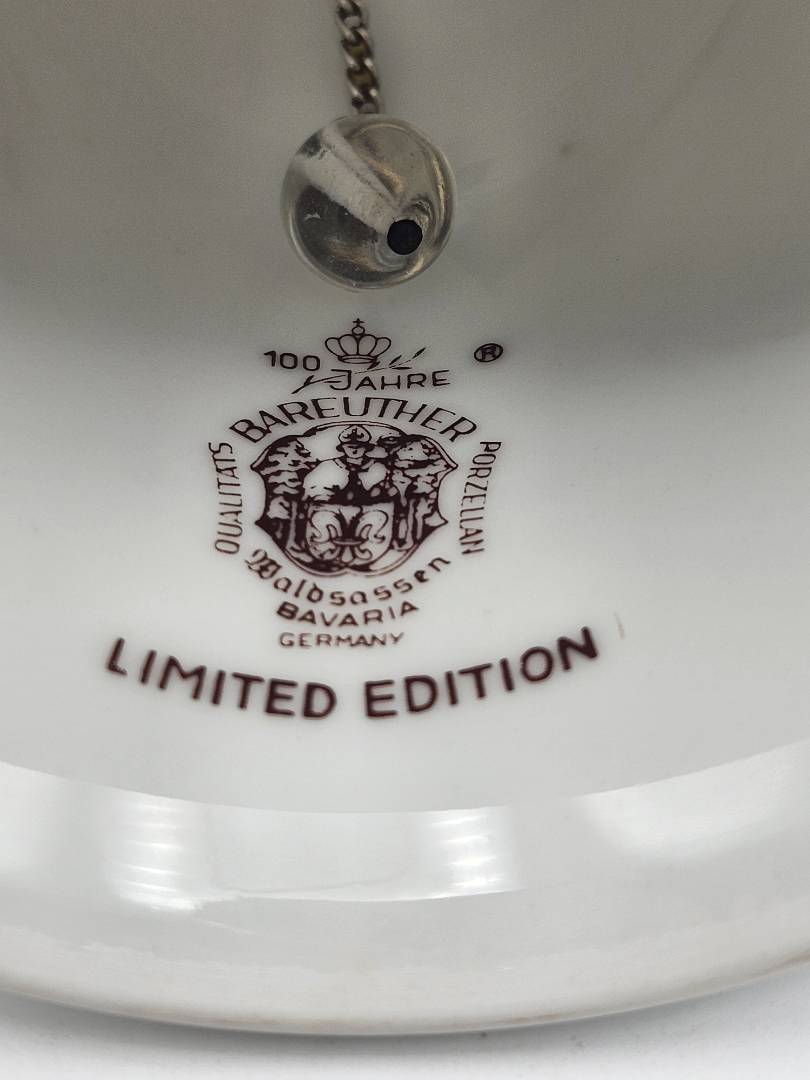 100 JAHRE ®
BAREUTHER
QUALITÄTS
PORZELLAN
Waldsassen
BAVARIA
GERMANY
LIMITED EDITION